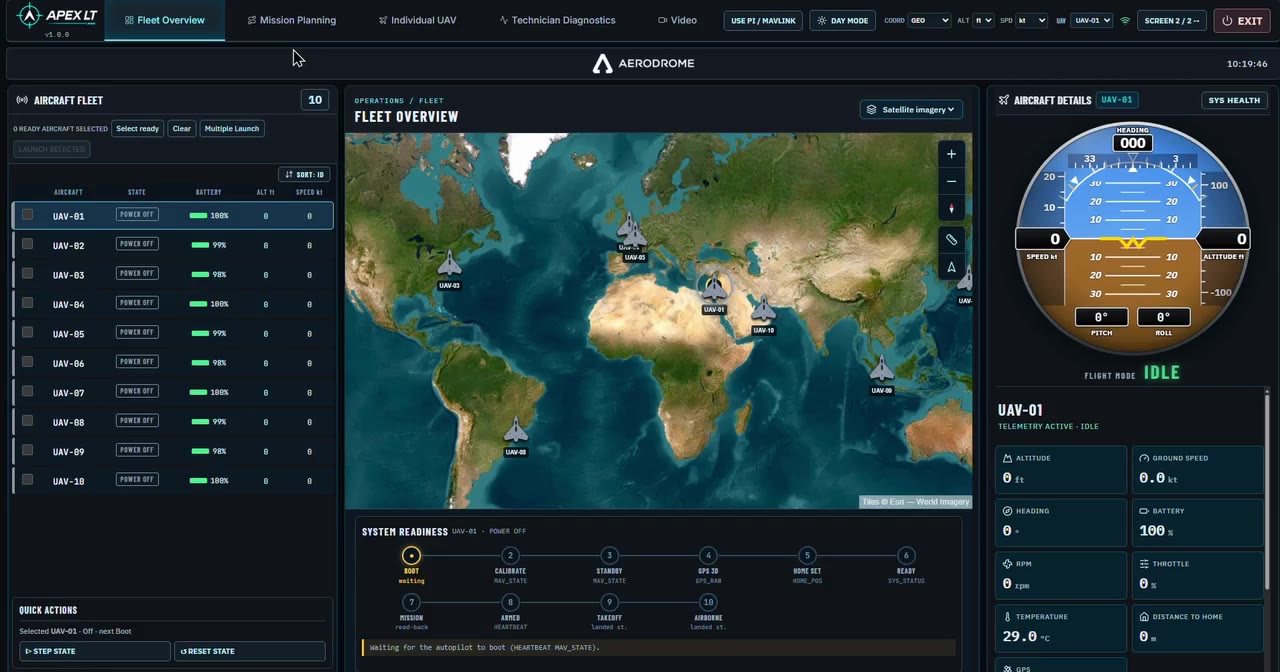 APEX LT
v1.0.0
Fleet Overview
Mission Planning
Individual UAV
Technician Diagnostics
Video
USE PI / MAVLINK
DAY MODE
COORD GEO
ALT ft
SPD kt
UAV UAV-01
SCREEN 2 / 2
EXIT
AERODROME
10:19:46
AIRCRAFT FLEET
10
0 READY AIRCRAFT SELECTED
Select ready
Clear
Multiple Launch
LAUNCH SELECTED
SORT: ID
AIRCRAFT STATE BATTERY ALT ft SPEED kt
UAV-01 POWER OFF 100% 0 0
UAV-02 POWER OFF 99% 0 0
UAV-03 POWER OFF 98% 0 0
UAV-04 POWER OFF 100% 0 0
UAV-05 POWER OFF 99% 0 0
UAV-06 POWER OFF 98% 0 0
UAV-07 POWER OFF 100% 0 0
UAV-08 POWER OFF 99% 0 0
UAV-09 POWER OFF 98% 0 0
UAV-10 POWER OFF 100% 0 0
QUICK ACTIONS
Selected UAV-01 · Off · next Boot
STEP STATE
RESET STATE
OPERATIONS / FLEET
FLEET OVERVIEW
Satellite imagery
+
−
UAV-05
UAV-03
UAV-01
UAV-10
UAV-
Tiles © Esri — World Imagery
SYSTEM READINESS UAV-01 · POWER OFF
BOOT
waiting
2
CALIBRATE
MAV_STATE
3
STANDBY
MAV_STATE
4
GPS 3D
GPS_RAW
5
HOME SET
HOME_POS
6
READY
SYS_STATUS
7
MISSION
read-back
8
ARMED
HEARTBEAT
9
TAKEOFF
landed st.
10
AIRBORNE
landed st.
Waiting for the autopilot to boot (HEARTBEAT MAV_STATE).
AIRCRAFT DETAILS
UAV-01
SYS HEALTH
HEADING
000
33 3
30 30
20 20
10 10
10 10
20 20
30 30
20
10
0
SPEED kt
100
0
ALTITUDE ft
-100
0°
PITCH
0°
ROLL
FLIGHT MODE IDLE
UAV-01
TELEMETRY ACTIVE · IDLE
ALTITUDE
0 ft
GROUND SPEED
0.0 kt
HEADING
0 °
BATTERY
100 %
RPM
0 rpm
THROTTLE
0 %
TEMPERATURE
29.0 °C
DISTANCE TO HOME
0 m
GPS